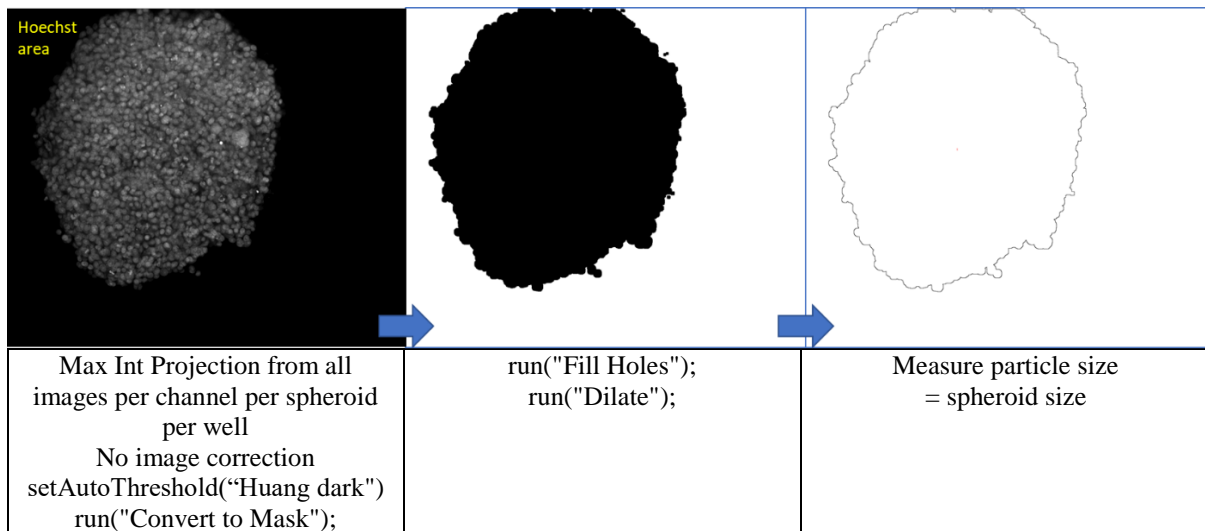 Hoechst
area
Max Int Projection from all
images per channel per spheroid
per well
No image correction
setAutoThreshold(“Huang dark")
run("Convert to Mask");
run("Fill Holes");
run("Dilate");
Measure particle size
= spheroid size